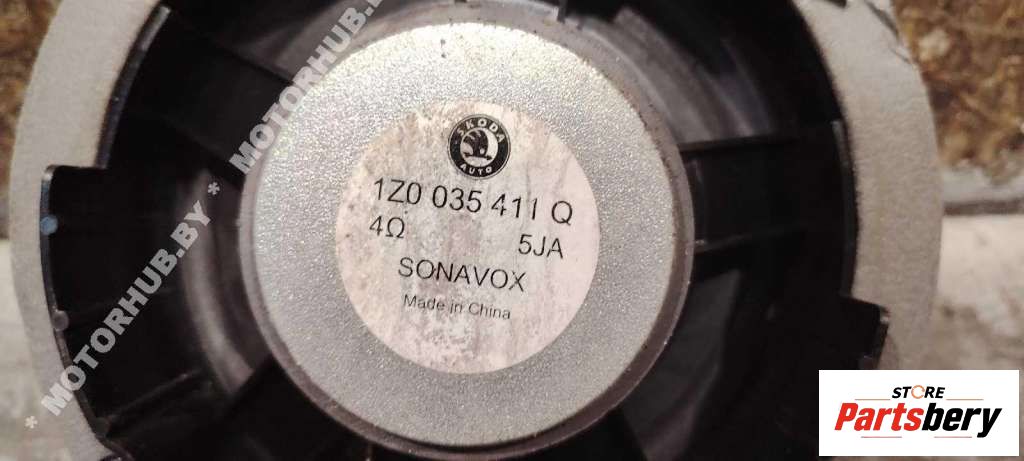 * MOTORHUB.BY * MOTORHUB.BY
SKODA
AUTO
1Z0 035 411 Q
4Ω 5JA
SONAVOX
Made in China
STORE
Partsbery